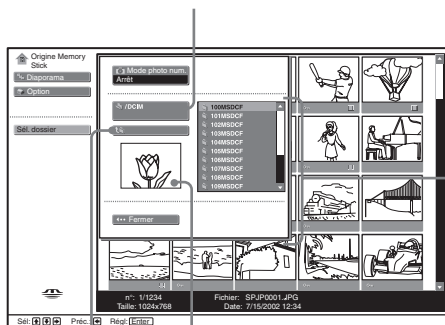 Origine Memory
Stick
Diaporama
Option
Sél. dossier
Mode photo num.
Arrêt
/DCIM
100MSDCF
101MSDCF
102MSDCF
103MSDCF
104MSDCF
105MSDCF
106MSDCF
107MSDCF
108MSDCF
109MSDCF
Fermer
n°: 1/1234
Fichier: SPJP0001.JPG
Taille: 1024x768
Date: 7/15/2002 12:34
Sél: Préc.: Régl: Enter